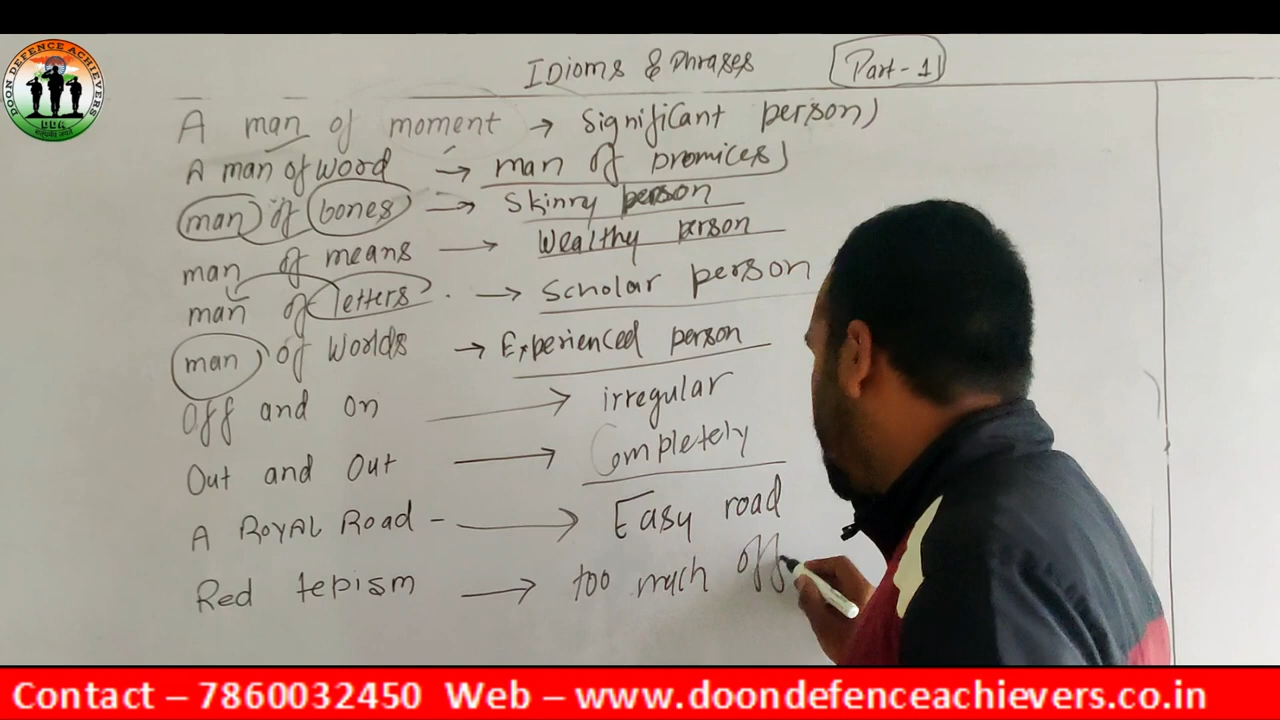 DOON DEFENCE ACHIEVERS
DDA
Idioms & Phrases Part-1
A man of moment → Significant person
A man of word → man of promices
man of bones → Skinny person
man of means → Wealthy person
man of letters → Scholar person
man of Worlds → Experienced person
Off and on → irregular
Out and Out → Completely
A Royal Road → Easy road
Red tepism → too much off
Contact – 7860032450 Web – www.doondefenceachievers.co.in